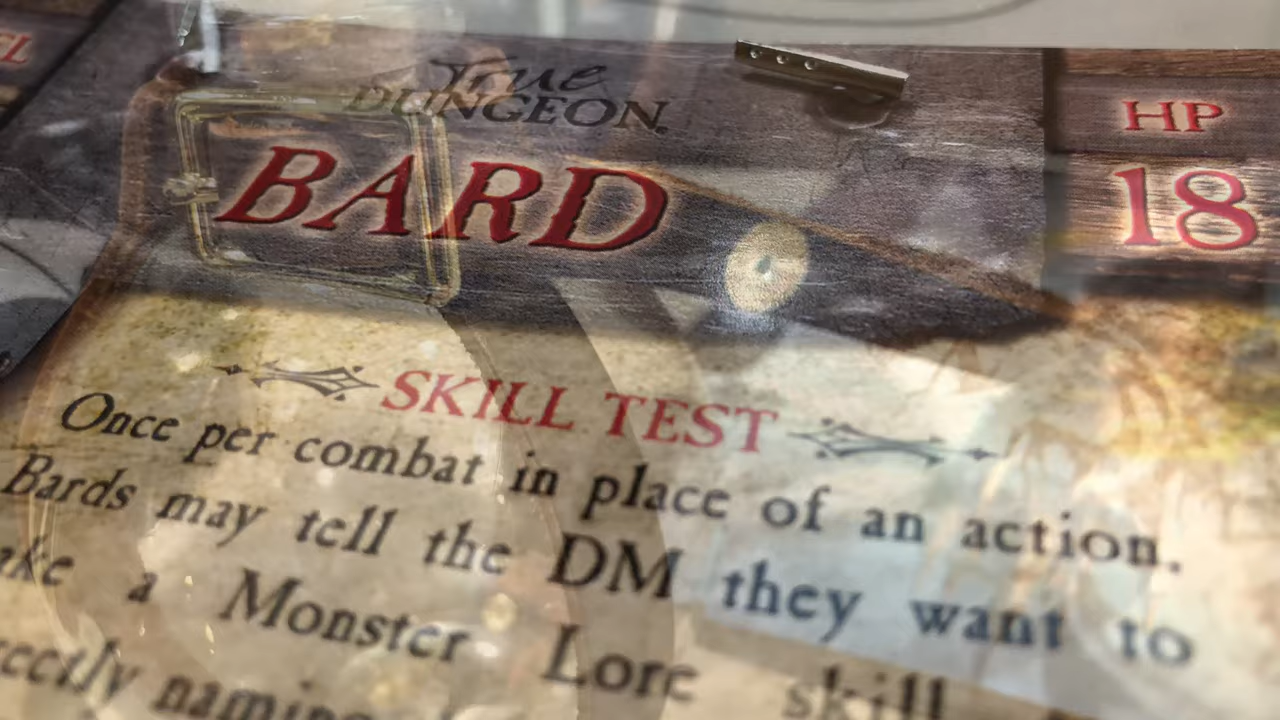 True
DUNGEON
BARD
HP
18
SKILL TEST
Once per combat in place of an action.
Bards may tell the DM they want to
a Monster Lore skill
naming